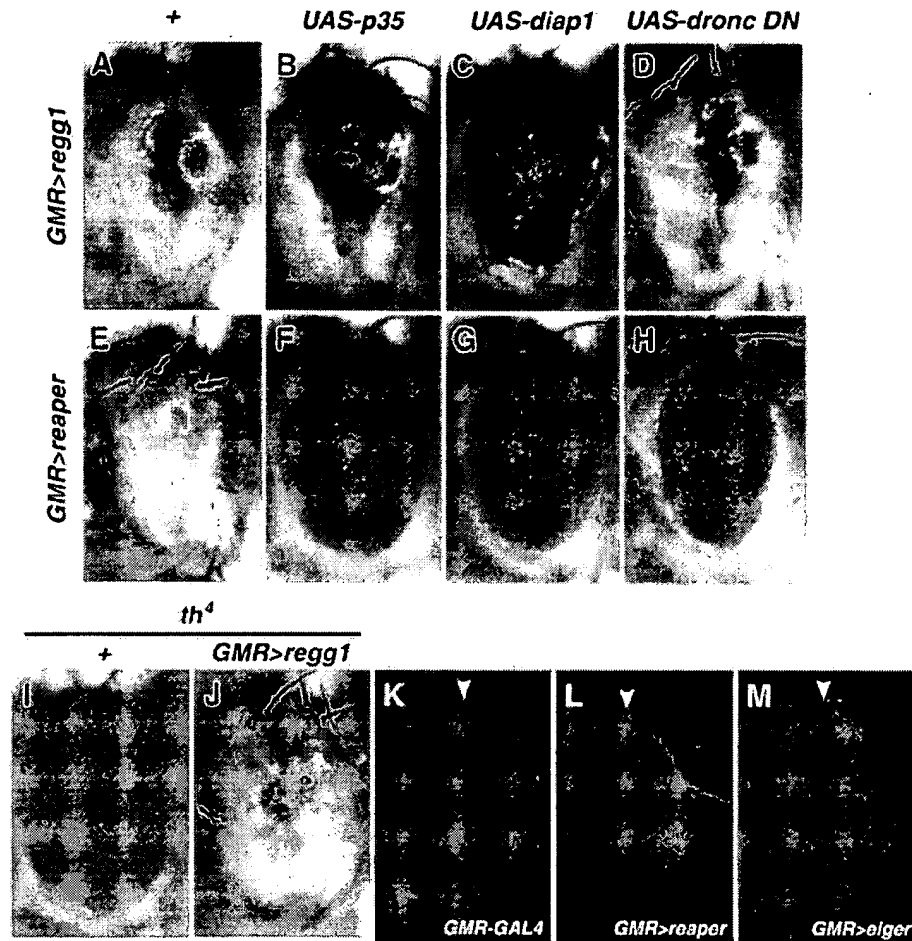 + UAS-p35 UAS-diap1 UAS-dronc DN
A B C D
GMR>regg1
E F G H
GMR>reaper
th4
+ GMR>regg1
I J K L M
GMR-GAL4 GMR>reaper GMR>eiger